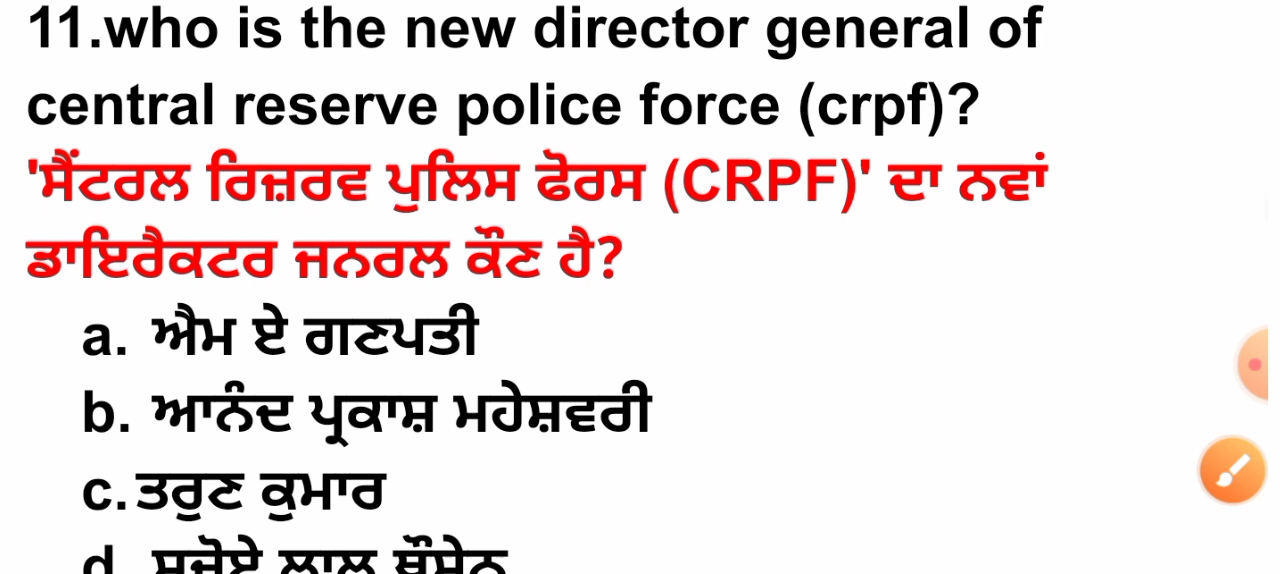 11.who is the new director general of
central reserve police force (crpf)?
'ਸੈਂਟਰਲ ਰਿਜ਼ਰਵ ਪੁਲਿਸ ਫੋਰਸ (CRPF)' ਦਾ ਨਵਾਂ
ਡਾਇਰੈਕਟਰ ਜਨਰਲ ਕੌਣ ਹੈ?
a. ਐਮ ਏ ਗਣਪਤੀ
b. ਆਨੰਦ ਪ੍ਰਕਾਸ਼ ਮਹੇਸ਼ਵਰੀ
c. ਤਰੁਣ ਕੁਮਾਰ
d. ਲਾਲ